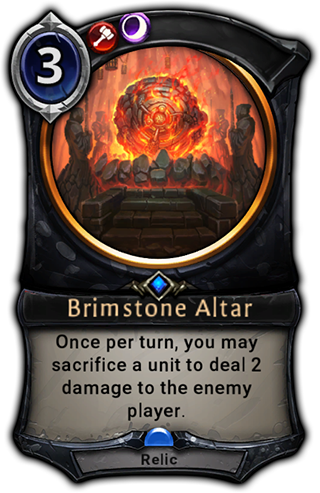 3
Brimstone Altar
Once per turn, you may
sacrifice a unit to deal 2
damage to the enemy
player.
Relic